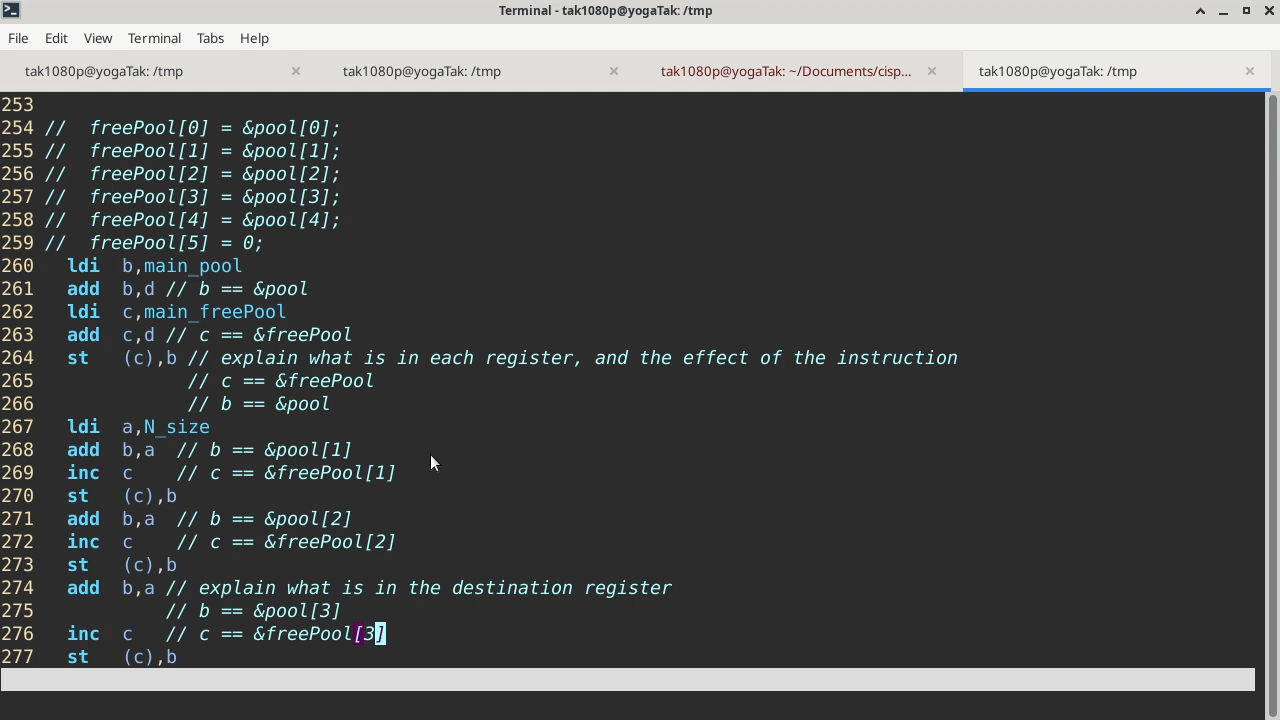 Terminal - tak1080p@yogaTak: /tmp
File Edit View Terminal Tabs Help
tak1080p@yogaTak: /tmp tak1080p@yogaTak: /tmp tak1080p@yogaTak: ~/Documents/cisp... tak1080p@yogaTak: /tmp
253
254 //  freePool[0] = &pool[0];
255 //  freePool[1] = &pool[1];
256 //  freePool[2] = &pool[2];
257 //  freePool[3] = &pool[3];
258 //  freePool[4] = &pool[4];
259 //  freePool[5] = 0;
260   ldi  b,main_pool
261   add  b,d // b == &pool
262   ldi  c,main_freePool
263   add  c,d // c == &freePool
264   st   (c),b // explain what is in each register, and the effect of the instruction
265              // c == &freePool
266              // b == &pool
267   ldi  a,N_size
268   add  b,a  // b == &pool[1]
269   inc  c    // c == &freePool[1]
270   st   (c),b
271   add  b,a  // b == &pool[2]
272   inc  c    // c == &freePool[2]
273   st   (c),b
274   add  b,a // explain what is in the destination register
275            // b == &pool[3]
276   inc  c   // c == &freePool[3]
277   st   (c),b